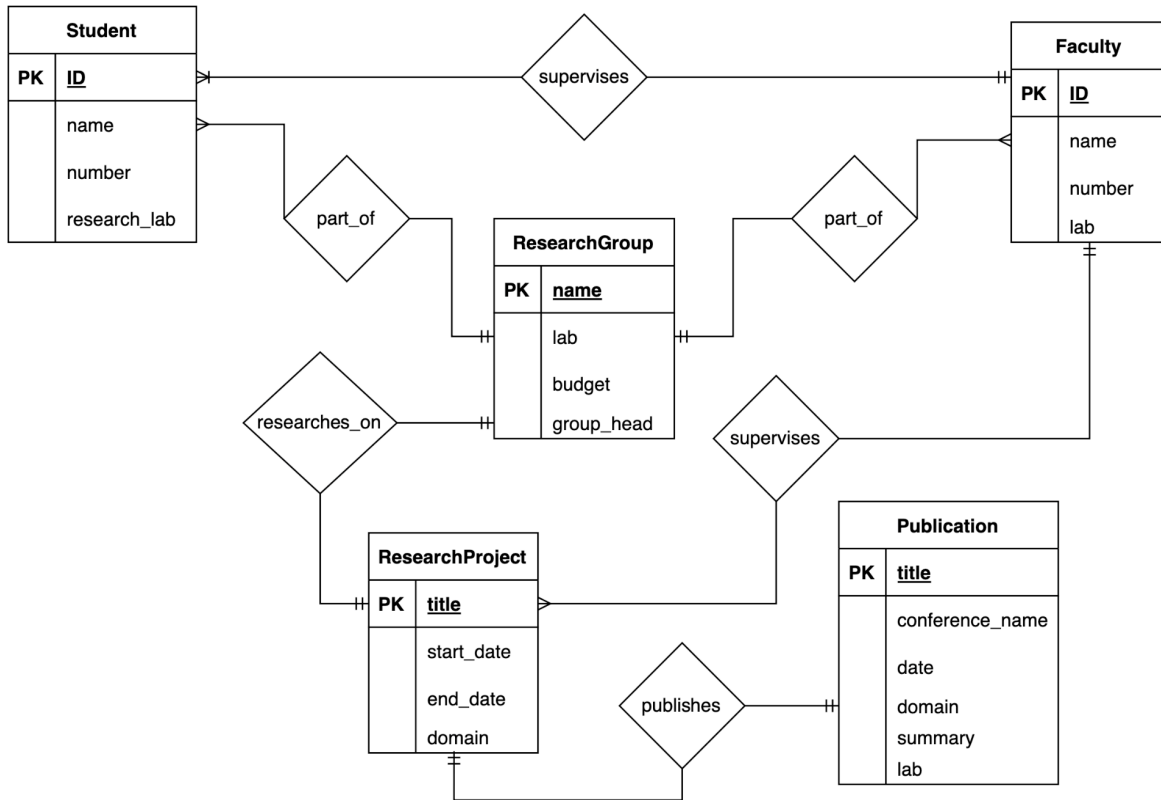 Student
PK ID
name
number
research_lab
supervises
Faculty
PK ID
name
number
lab
part_of
part_of
ResearchGroup
PK name
lab
budget
group_head
researches_on
supervises
ResearchProject
PK title
start_date
end_date
domain
publishes
Publication
PK title
conference_name
date
domain
summary
lab